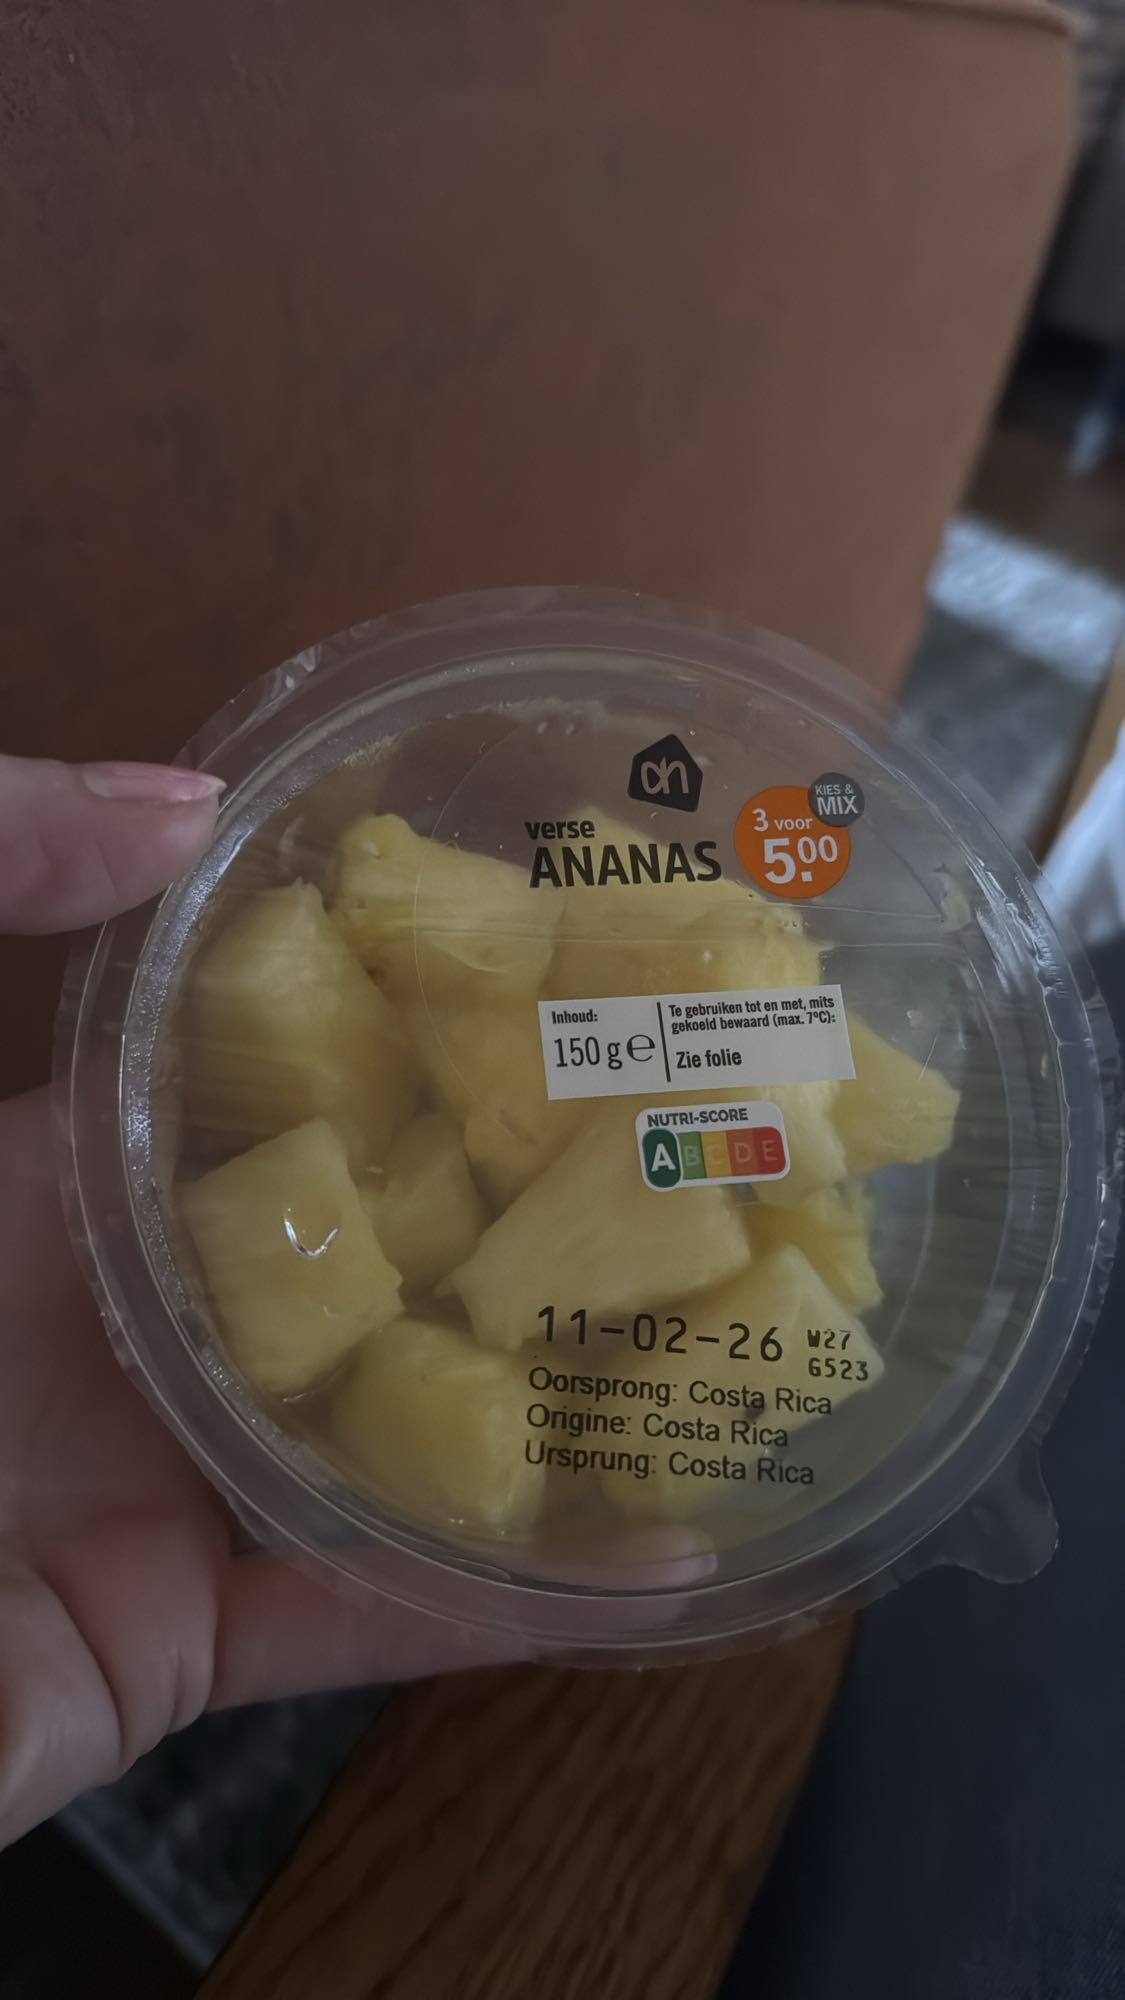 ah
verse
ANANAS
KIES &
MIX
3 voor
5.00
Inhoud:
150 g ℮
Te gebruiken tot en met, mits
gekoeld bewaard (max. 7°C):
Zie folie
NUTRI-SCORE
A B C D E
11-02-26 W27
6523
Oorsprong: Costa Rica
Origine: Costa Rica
Ursprung: Costa Rica